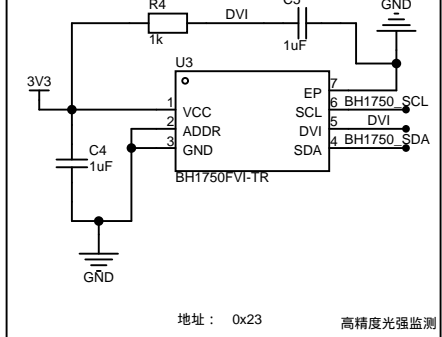 R4
DVI
GND
1k
1uF
U3
3V3
7
EP
1
VCC
SCL
6
BH1750_SCL
2
ADDR
DVI
5
DVI
3
GND
SDA
4
BH1750_SDA
C4
1uF
BH1750FVI-TR
GND
地址： 0x23
高精度光强监测